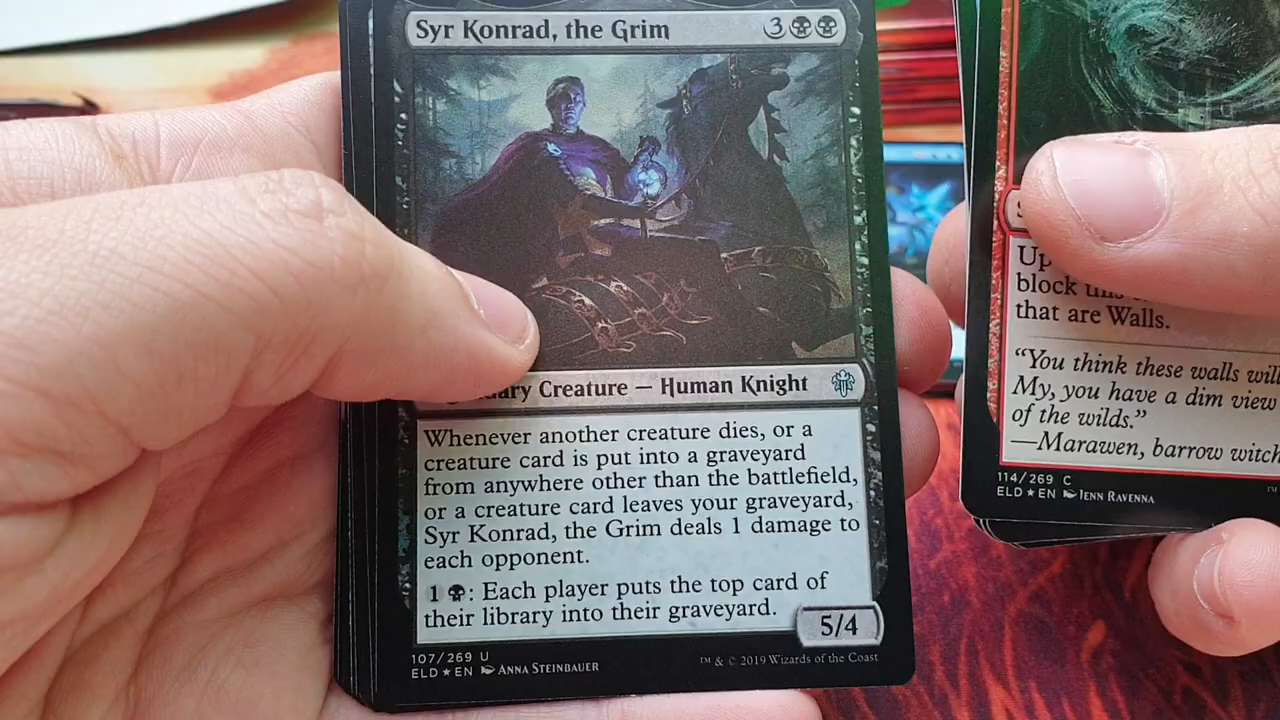 Syr Konrad, the Grim 3
Creature — Human Knight
Whenever another creature dies, or a
creature card is put into a graveyard
from anywhere other than the battlefield,
or a creature card leaves your graveyard,
Syr Konrad, the Grim deals 1 damage to
each opponent.
1 : Each player puts the top card of
their library into their graveyard.
5/4
107/269 U
ELD ★ EN Anna Steinbauer
™ & © 2019 Wizards of the Coast
Up
block
that are Walls.
“You think these walls will
My, you have a dim view
of the wilds.”
—Marawen, barrow witch
114/269 C
ELD ★ EN Jenn Ravenna